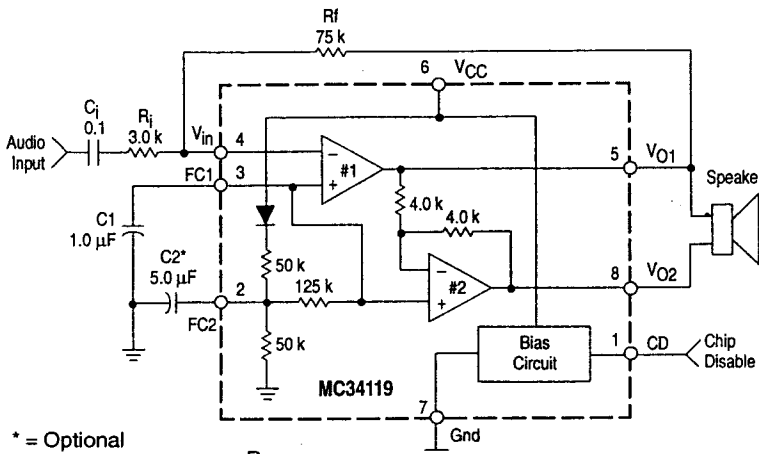 Rf
75 k
6
VCC
Ci
0.1
Ri
3.0 k
Audio
Input
Vin
4
#1
5
VO1
FC1
3
Speake
4.0 k
4.0 k
C1
1.0 µF
C2*
5.0 µF
50 k
125 k
2
FC2
#2
8
VO2
50 k
Bias
Circuit
1
CD
Chip
Disable
MC34119
7
Gnd
* = Optional